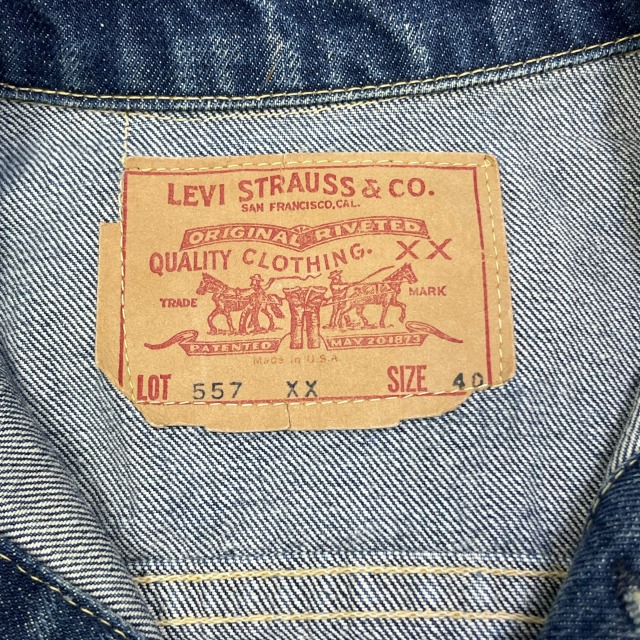 LEVI STRAUSS & CO.
SAN FRANCISCO, CAL.
ORIGINAL RIVETED
QUALITY CLOTHING. XX
TRADE MARK
PATENTED MAY 20 1873
Made in U.S.A.
LOT 557 XX SIZE 40